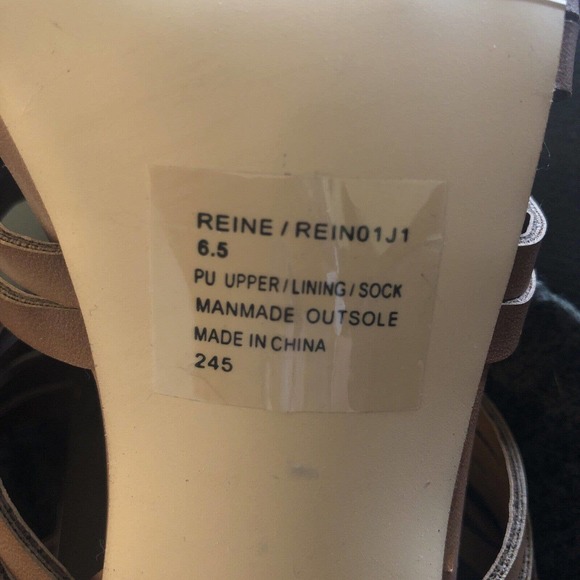 REINE / REIN01J1
6.5
PU UPPER/LINING/SOCK
MANMADE OUTSOLE
MADE IN CHINA
245